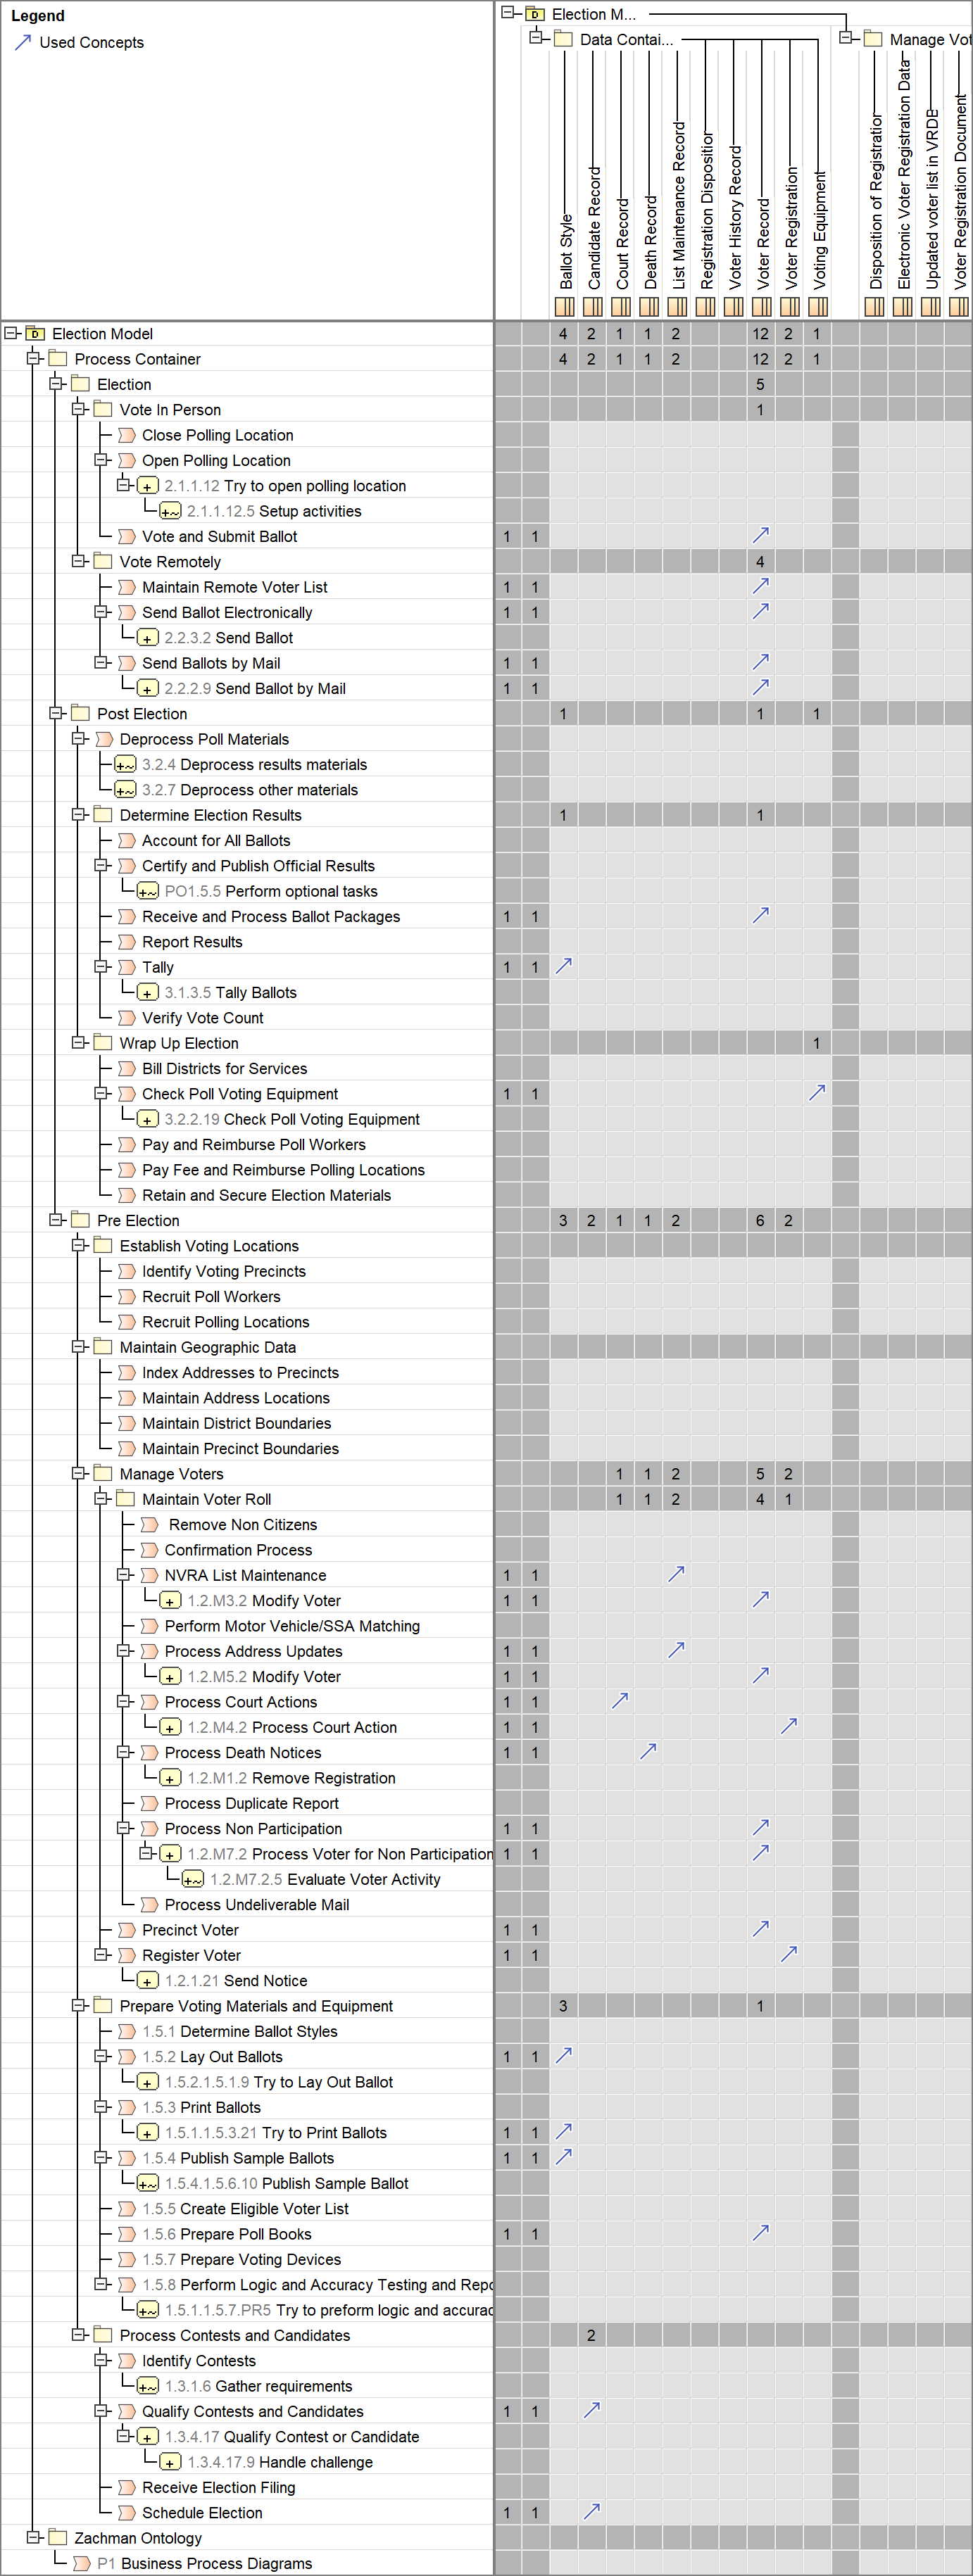 Legend
Used Concepts
Election M...
Data Contai...
Manage Vot
Ballot Style
Candidate Record
Court Record
Death Record
List Maintenance Record
Registration Disposition
Voter History Record
Voter Record
Voter Registration
Voting Equipment
Disposition of Registration
Electronic Voter Registration Data
Updated voter list in VRDB
Voter Registration Document
Election Model 4 2 1 1 2 12 2 1
Process Container 4 2 1 1 2 12 2 1
Election 5
Vote In Person 1
Close Polling Location
Open Polling Location
2.1.1.12 Try to open polling location
2.1.1.12.5 Setup activities
Vote and Submit Ballot 1 1
Vote Remotely 4
Maintain Remote Voter List 1 1
Send Ballot Electronically 1 1
2.2.3.2 Send Ballot
Send Ballots by Mail 1 1
2.2.2.9 Send Ballot by Mail 1 1
Post Election 1 1 1
Deprocess Poll Materials
3.2.4 Deprocess results materials
3.2.7 Deprocess other materials
Determine Election Results 1 1
Account for All Ballots
Certify and Publish Official Results
PO1.5.5 Perform optional tasks
Receive and Process Ballot Packages 1 1
Report Results
Tally 1 1
3.1.3.5 Tally Ballots
Verify Vote Count
Wrap Up Election 1
Bill Districts for Services
Check Poll Voting Equipment 1 1
3.2.2.19 Check Poll Voting Equipment
Pay and Reimburse Poll Workers
Pay Fee and Reimburse Polling Locations
Retain and Secure Election Materials
Pre Election 3 2 1 1 2 6 2
Establish Voting Locations
Identify Voting Precincts
Recruit Poll Workers
Recruit Polling Locations
Maintain Geographic Data
Index Addresses to Precincts
Maintain Address Locations
Maintain District Boundaries
Maintain Precinct Boundaries
Manage Voters 1 1 2 5 2
Maintain Voter Roll 1 1 2 4 1
Remove Non Citizens
Confirmation Process
NVRA List Maintenance 1 1
1.2.M3.2 Modify Voter 1 1
Perform Motor Vehicle/SSA Matching
Process Address Updates 1 1
1.2.M5.2 Modify Voter 1 1
Process Court Actions 1 1
1.2.M4.2 Process Court Action 1 1
Process Death Notices 1 1
1.2.M1.2 Remove Registration
Process Duplicate Report
Process Non Participation 1 1
1.2.M7.2 Process Voter for Non Participation 1 1
1.2.M7.2.5 Evaluate Voter Activity
Process Undeliverable Mail
Precinct Voter 1 1
Register Voter 1 1
1.2.1.21 Send Notice
Prepare Voting Materials and Equipment 3 1
1.5.1 Determine Ballot Styles
1.5.2 Lay Out Ballots 1 1
1.5.2.1.5.1.9 Try to Lay Out Ballot
1.5.3 Print Ballots
1.5.1.1.5.3.21 Try to Print Ballots 1 1
1.5.4 Publish Sample Ballots 1 1
1.5.4.1.5.6.10 Publish Sample Ballot
1.5.5 Create Eligible Voter List
1.5.6 Prepare Poll Books 1 1
1.5.7 Prepare Voting Devices
1.5.8 Perform Logic and Accuracy Testing and Repo
1.5.1.1.5.7.PR5 Try to preform logic and accurac
Process Contests and Candidates 2
Identify Contests
1.3.1.6 Gather requirements
Qualify Contests and Candidates 1 1
1.3.4.17 Qualify Contest or Candidate
1.3.4.17.9 Handle challenge
Receive Election Filing
Schedule Election 1 1
Zachman Ontology
P1 Business Process Diagrams